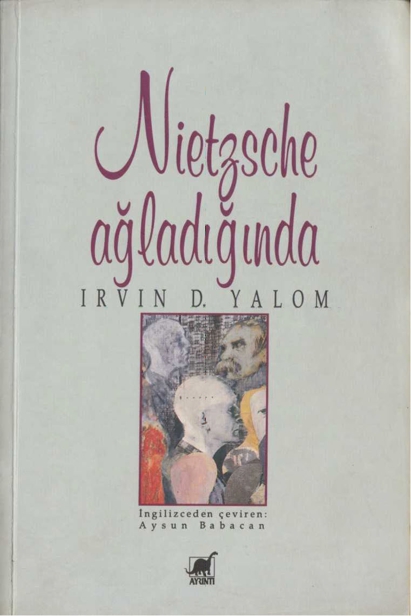 Nietzsche
ağladığında
IRVIN D. YALOM
İngilizceden çeviren:
Aysun Babacan
AYRINTI